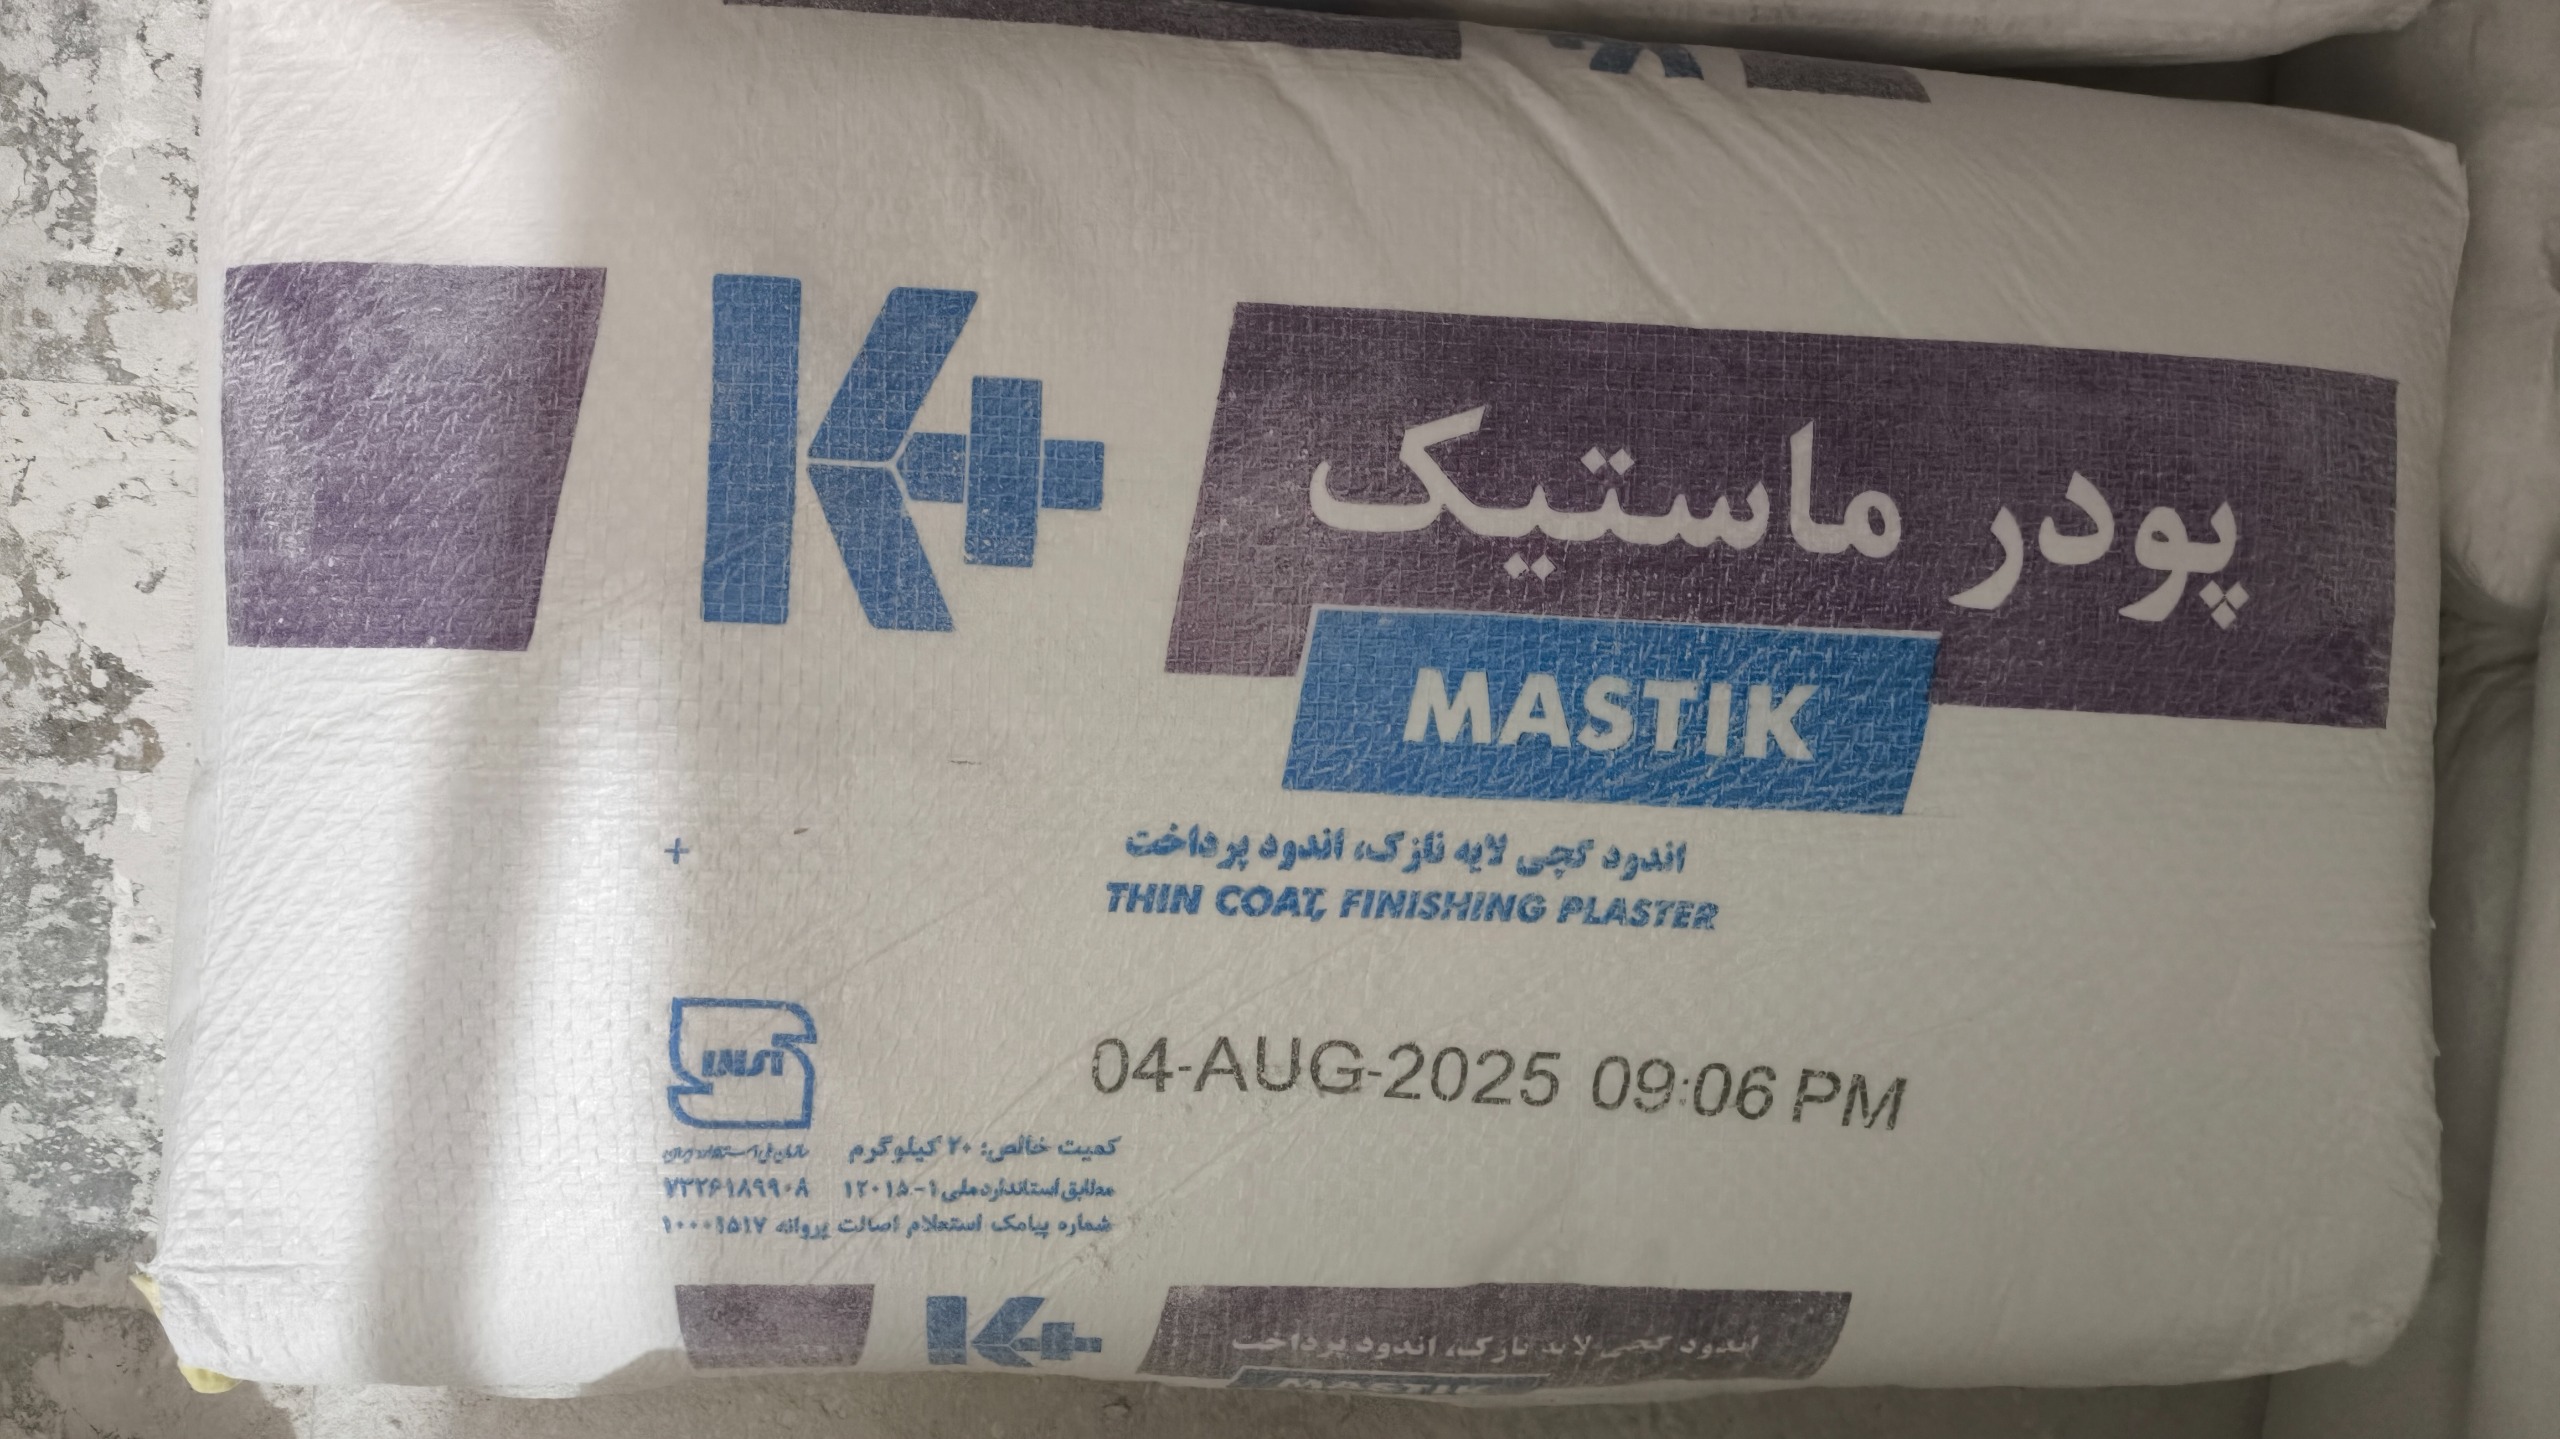 K+
پودر ماستیک
MASTIK
اندود گچی لایه نازک، اندود پرداخت
THIN COAT, FINISHING PLASTER
04-AUG-2025 09:06 PM
کمیت خالص: ۲۰ کیلوگرم
مطابق استاندارد ملی ۱-۱۲۰۱۵
۷۳۲۶۱۸۹۹۰۸
شماره پیامک استعلام اصالت پروانه ۱۰۰۰۱۵۱۷
K+
اندود گچی لایه نازک، اندود پرداخت
MASTIK